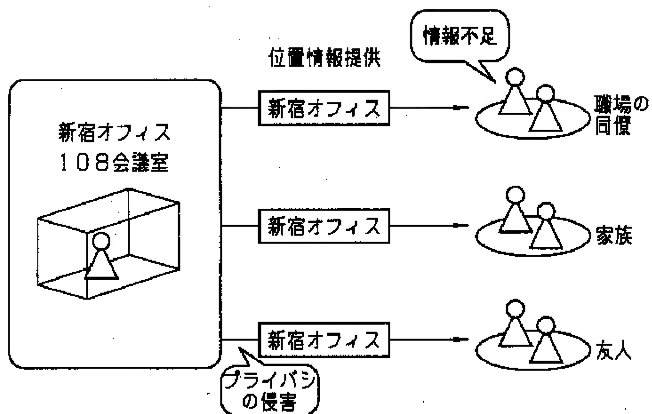 情報不足
位置情報提供
新宿オフィス
108会議室
新宿オフィス
職場の
同僚
新宿オフィス
家族
新宿オフィス
友人
プライバシ
の侵害